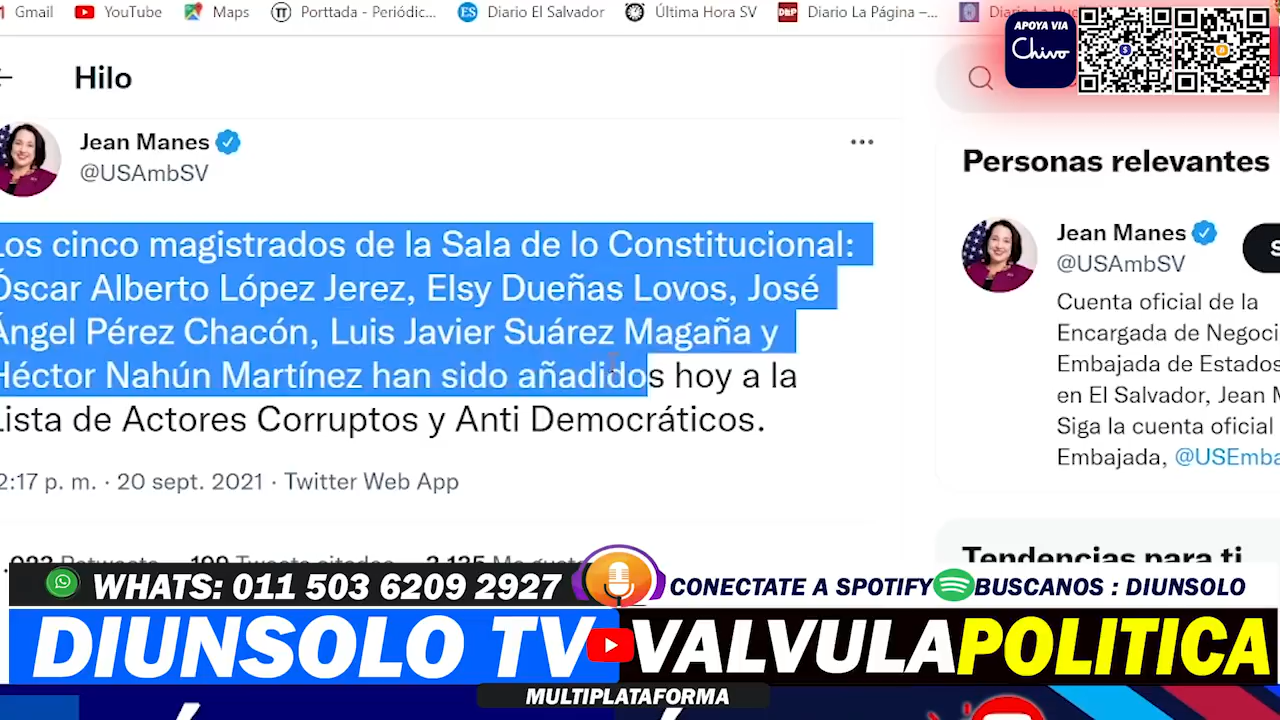 Gmail
YouTube
Maps
Porttada - Periódic...
Diario El Salvador
Última Hora SV
Diario La Página –...
APOYA VIA
Chivo
Hilo
Jean Manes
@USAmbSV
Los cinco magistrados de la Sala de lo Constitucional:
Óscar Alberto López Jerez, Elsy Dueñas Lovos, José
Ángel Pérez Chacón, Luis Javier Suárez Magaña y
Héctor Nahún Martínez han sido añadidos hoy a la
Lista de Actores Corruptos y Anti Democráticos.
2:17 p. m. · 20 sept. 2021 · Twitter Web App
Personas relevantes
Jean Manes
@USAmbSV
Cuenta oficial de la
Encargada de Negoci
Embajada de Estados
en El Salvador, Jean M
Siga la cuenta oficial
Embajada, @USEmba
Tendencias para ti
WHATS: 011 503 6209 2927
CONECTATE A SPOTIFY
BUSCANOS : DIUNSOLO
DIUNSOLO TV
VALVULAPOLITICA
MULTIPLATAFORMA